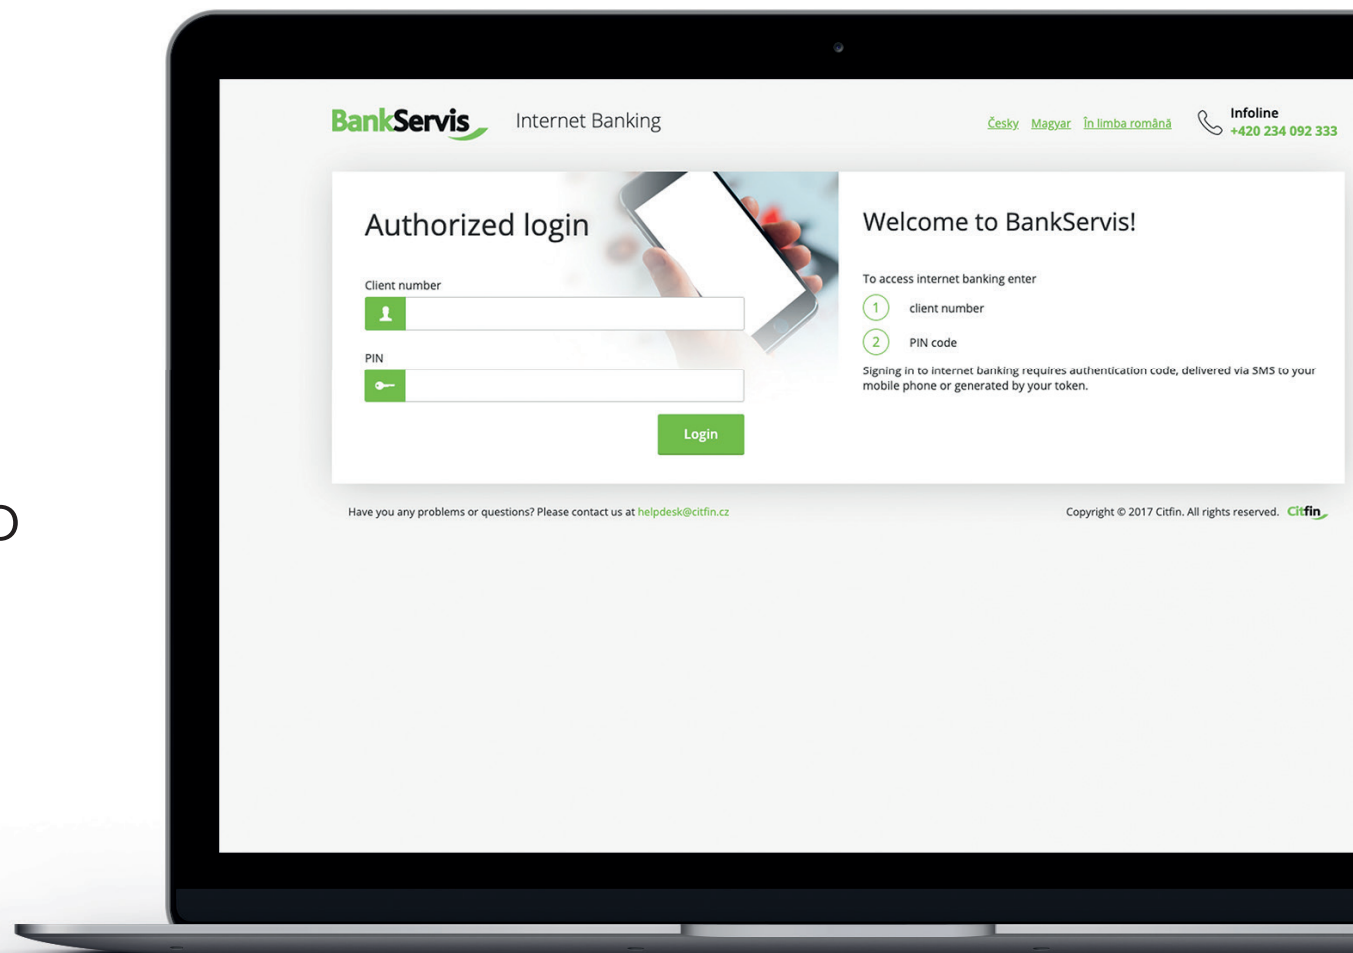 BankServis Internet Banking
Česky Magyar În limba română
Infoline
+420 234 092 333
Authorized login
Client number
PIN
Login
Welcome to BankServis!
To access internet banking enter
1 client number
2 PIN code
Signing in to internet banking requires authentication code, delivered via SMS to your
mobile phone or generated by your token.
Have you any problems or questions? Please contact us at helpdesk@citfin.cz
Copyright © 2017 Citfin. All rights reserved. Citfin